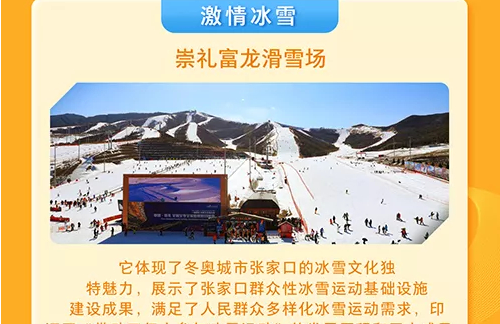 激情冰雪
崇礼富龙滑雪场
它体现了冬奥城市张家口的冰雪文化独
特魅力，展示了张家口群众性冰雪运动基础设施
建设成果，满足了人民群众多样化冰雪运动需求，印